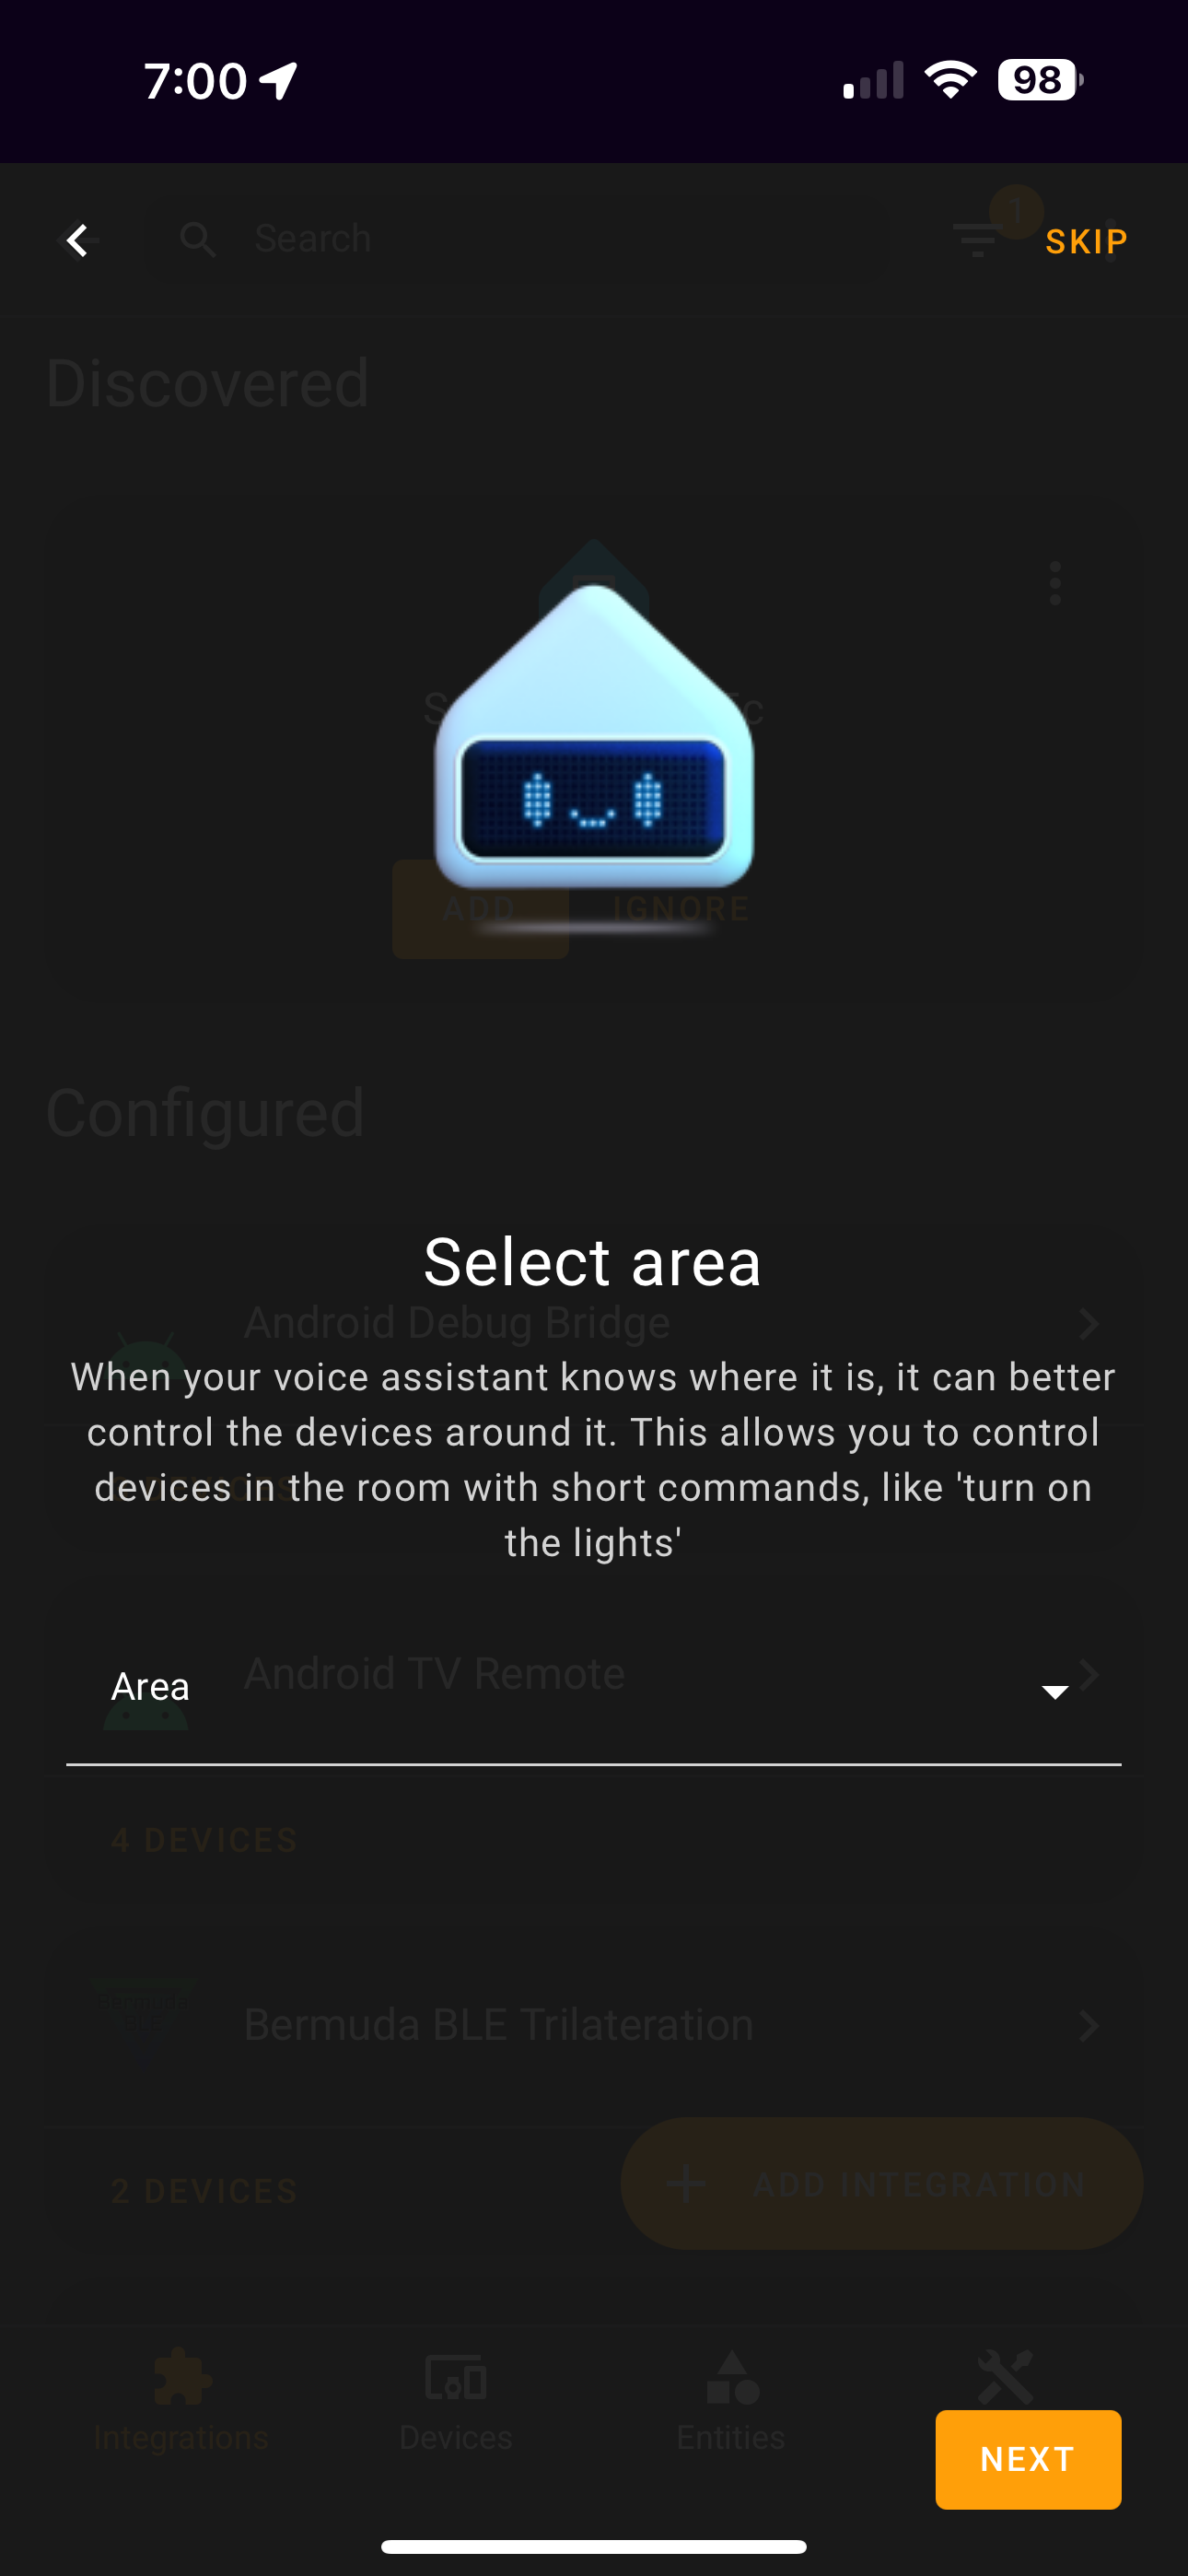 7:00
98
Search
1
SKIP
Discovered
ADD
IGNORE
Configured
Select area
Android Debug Bridge
When your voice assistant knows where it is, it can better
control the devices around it. This allows you to control
devices in the room with short commands, like 'turn on
the lights'
DEVICES
Android TV Remote
Area
4 DEVICES
Bermuda BLE Trilateration
2 DEVICES
ADD INTEGRATION
Integrations
Devices
Entities
NEXT